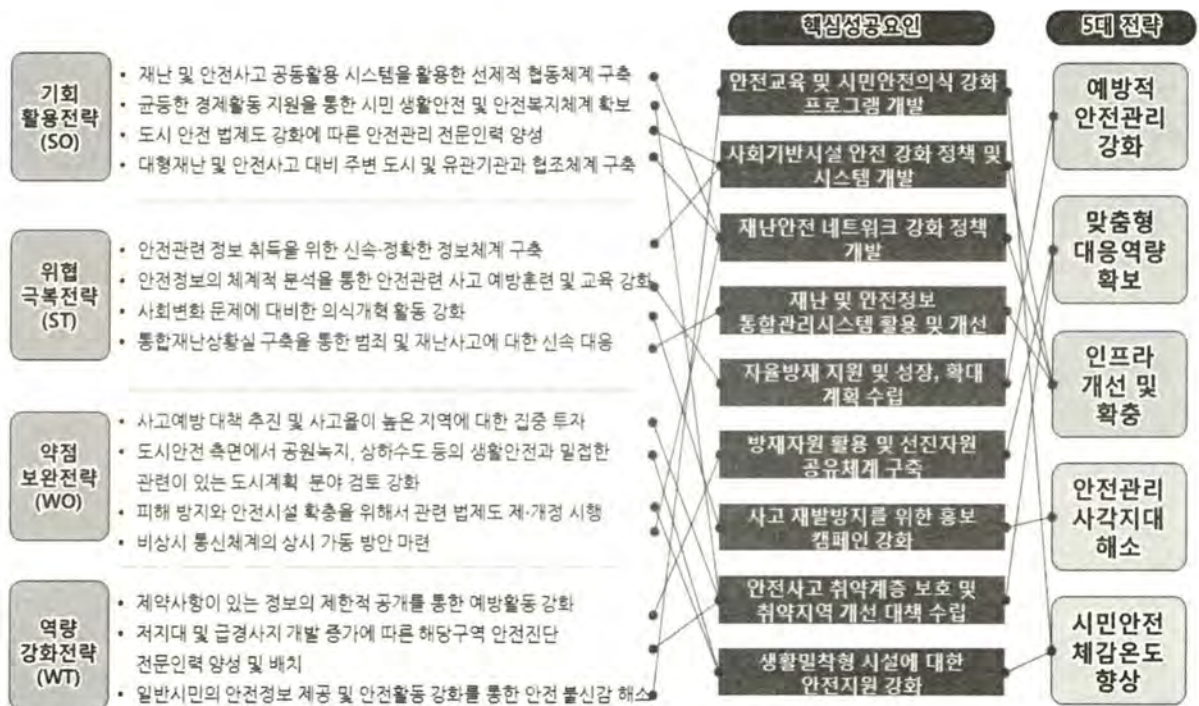 핵심성공요인
5대 전략
기회
활용전략
(SO)
• 재난 및 안전사고 공동활용 시스템을 활용한 선제적 협동체계 구축
• 균등한 경제활동 지원을 통한 시민 생활안전 및 안전복지체계 확보
• 도시 안전 법제도 강화에 따른 안전관리 전문인력 양성
• 대형재난 및 안전사고 대비 주변 도시 및 유관기관과 협조체계 구축
위협
극복전략
(ST)
• 안전관련 정보 취득을 위한 신속·정확한 정보체계 구축
• 안전정보의 체계적 분석을 통한 안전관련 사고 예방훈련 및 교육 강화
• 사회변화 문제에 대비한 의식개혁 활동 강화
• 통합재난상황실 구축을 통한 범죄 및 재난사고에 대한 신속 대응
약점
보완전략
(WO)
• 사고예방 대책 추진 및 사고율이 높은 지역에 대한 집중 투자
• 도시안전 측면에서 공원녹지, 상하수도 등의 생활안전과 밀접한
관련이 있는 도시계획 분야 검토 강화
• 피해 방지와 안전시설 확충을 위해서 관련 법제도 제·개정 시행
• 비상시 통신체계의 상시 가동 방안 마련
역량
강화전략
(WT)
• 제약사항이 있는 정보의 제한적 공개를 통한 예방활동 강화
• 저지대 및 급경사지 개발 증가에 따른 해당구역 안전진단
전문인력 양성 및 배치
• 일반시민의 안전정보 제공 및 안전활동 강화를 통한 안전 불신감 해소
안전교육 및 시민안전의식 강화
프로그램 개발
사회기반시설 안전 강화 정책 및
시스템 개발
재난안전 네트워크 강화 정책
개발
재난 및 안전정보
통합관리시스템 활용 및 개선
자율방재 지원 및 성장, 확대
계획 수립
방재자원 활용 및 선진자원
공유체계 구축
사고 재발방지를 위한 홍보
캠페인 강화
안전사고 취약계층 보호 및
취약지역 개선 대책 수립
생활밀착형 시설에 대한
안전지원 강화
예방적
안전관리
강화
맞춤형
대응역량
확보
인프라
개선 및
확충
안전관리
사각지대
해소
시민안전
체감온도
향상